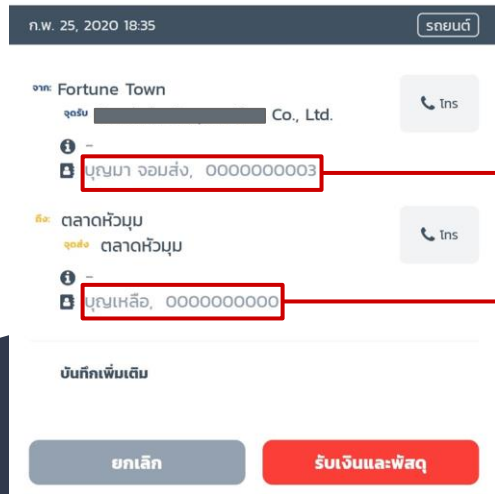 ก.พ. 25, 2020 18:35
รถยนต์
จาก: Fortune Town
จุดรับ Co., Ltd.
โทร
-
บุญมา จอมส่ง, 0000000003
ถึง: ตลาดหัวมุม
จุดส่ง ตลาดหัวมุม
โทร
-
บุญเหลือ, 0000000000
บันทึกเพิ่มเติม
ยกเลิก
รับเงินและพัสดุ